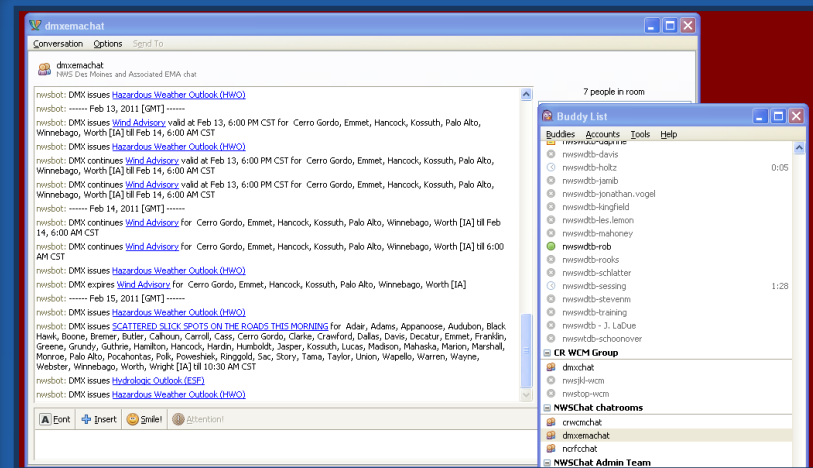 dmxemachat
Conversation Options Send To
dmxemachat
NWS Des Moines and Associated EMA chat
7 people in room
nwsbot: DMX issues Hazardous Weather Outlook (HWO)
nwsbot: ------ Feb 13, 2011 [GMT] ------
nwsbot: DMX issues Wind Advisory valid at Feb 13, 6:00 PM CST for Cerro Gordo, Emmet, Hancock, Kossuth, Palo Alto,
Winnebago, Worth [IA] till Feb 14, 6:00 AM CST
nwsbot: DMX issues Hazardous Weather Outlook (HWO)
nwsbot: DMX continues Wind Advisory valid at Feb 13, 6:00 PM CST for Cerro Gordo, Emmet, Hancock, Kossuth, Palo Alto,
Winnebago, Worth [IA] till Feb 14, 6:00 AM CST
nwsbot: DMX continues Wind Advisory valid at Feb 13, 6:00 PM CST for Cerro Gordo, Emmet, Hancock, Kossuth, Palo Alto,
Winnebago, Worth [IA] till Feb 14, 6:00 AM CST
nwsbot: ------ Feb 14, 2011 [GMT] ------
nwsbot: DMX continues Wind Advisory for Cerro Gordo, Emmet, Hancock, Kossuth, Palo Alto, Winnebago, Worth [IA] till Feb
14, 6:00 AM CST
nwsbot: DMX continues Wind Advisory for Cerro Gordo, Emmet, Hancock, Kossuth, Palo Alto, Winnebago, Worth [IA] till 6:00
AM CST
nwsbot: DMX issues Hazardous Weather Outlook (HWO)
nwsbot: DMX expires Wind Advisory for Cerro Gordo, Emmet, Hancock, Kossuth, Palo Alto, Winnebago, Worth [IA]
nwsbot: ------ Feb 15, 2011 [GMT] ------
nwsbot: DMX issues Hazardous Weather Outlook (HWO)
nwsbot: DMX issues SCATTERED SLICK SPOTS ON THE ROADS THIS MORNING for Adair, Adams, Appanoose, Audubon, Black
Hawk, Boone, Bremer, Butler, Calhoun, Carroll, Cass, Cerro Gordo, Clarke, Crawford, Dallas, Davis, Decatur, Emmet, Franklin,
Greene, Grundy, Guthrie, Hamilton, Hancock, Hardin, Humboldt, Jasper, Kossuth, Lucas, Madison, Mahaska, Marion, Marshall,
Monroe, Palo Alto, Pocahontas, Polk, Poweshiek, Ringgold, Sac, Story, Tama, Taylor, Union, Wapello, Warren, Wayne,
Webster, Winnebago, Worth, Wright [IA] till 10:30 AM CST
nwsbot: DMX issues Hydrologic Outlook (ESF)
nwsbot: DMX issues Hazardous Weather Outlook (HWO)
A Font Insert Smile! Attention!
Buddy List
Buddies Accounts Tools Help
nwswdtb-daphne
nwswdtb-davis
nwswdtb-holtz 0:05
nwswdtb-jamib
nwswdtb-jonathan.vogel
nwswdtb-kingfield
nwswdtb-les.lemon
nwswdtb-mahoney
nwswdtb-rob
nwswdtb-rooks
nwswdtb-schlatter
nwswdtb-sessing 1:28
nwswdtb-stevenm
nwswdtb-training
nwswdtb - J. LaDue
nwswtdb-schoonover
CR WCM Group
dmxchat
nwsjkl-wcm
nwstop-wcm
NWSChat chatrooms
crwcmchat
dmxemachat
ncrfcchat
NWSChat Admin Team